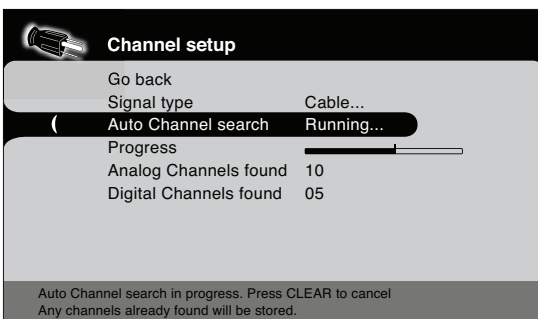 Channel setup
Go back
Signal type Cable...
Auto Channel search Running...
Progress
Analog Channels found 10
Digital Channels found 05
Auto Channel search in progress. Press CLEAR to cancel
Any channels already found will be stored.